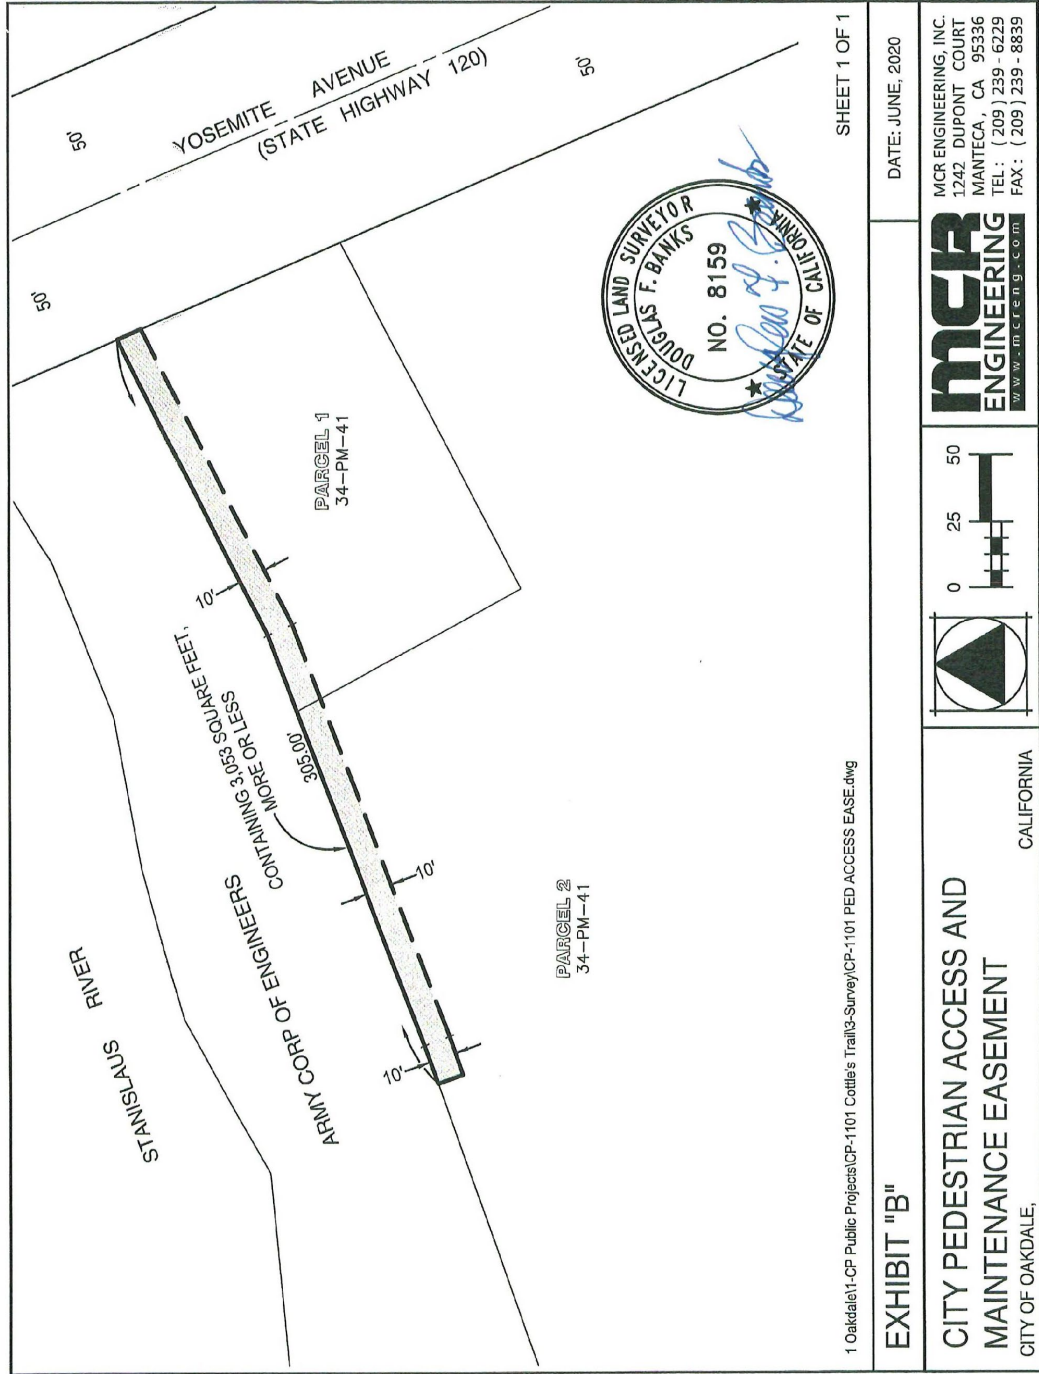 50'
YOSEMITE AVENUE
(STATE HIGHWAY 120)
50'
50'
STANISLAUS RIVER
ARMY CORP OF ENGINEERS
CONTAINING 3,053 SQUARE FEET,
MORE OR LESS
305.00'
10'
10'
10'
PARCEL 1
34-PM-41
PARCEL 2
34-PM-41
LICENSED LAND SURVEYOR
DOUGLAS F. BANKS
NO. 8159
STATE OF CALIFORNIA
Douglas F. Banks
SHEET 1 OF 1
1 Oakdale\1-CP Public Projects\CP-1101 Cottle's Trail\3-Survey\CP-1101 PED ACCESS EASE.dwg
EXHIBIT "B"
DATE: JUNE, 2020
CITY PEDESTRIAN ACCESS AND
MAINTENANCE EASEMENT
CITY OF OAKDALE, CALIFORNIA
0 25 50
MCR
ENGINEERING
www.mcreng.com
MCR ENGINEERING, INC.
1242 DUPONT COURT
MANTECA, CA 95336
TEL: (209) 239-6229
FAX: (209) 239-8839